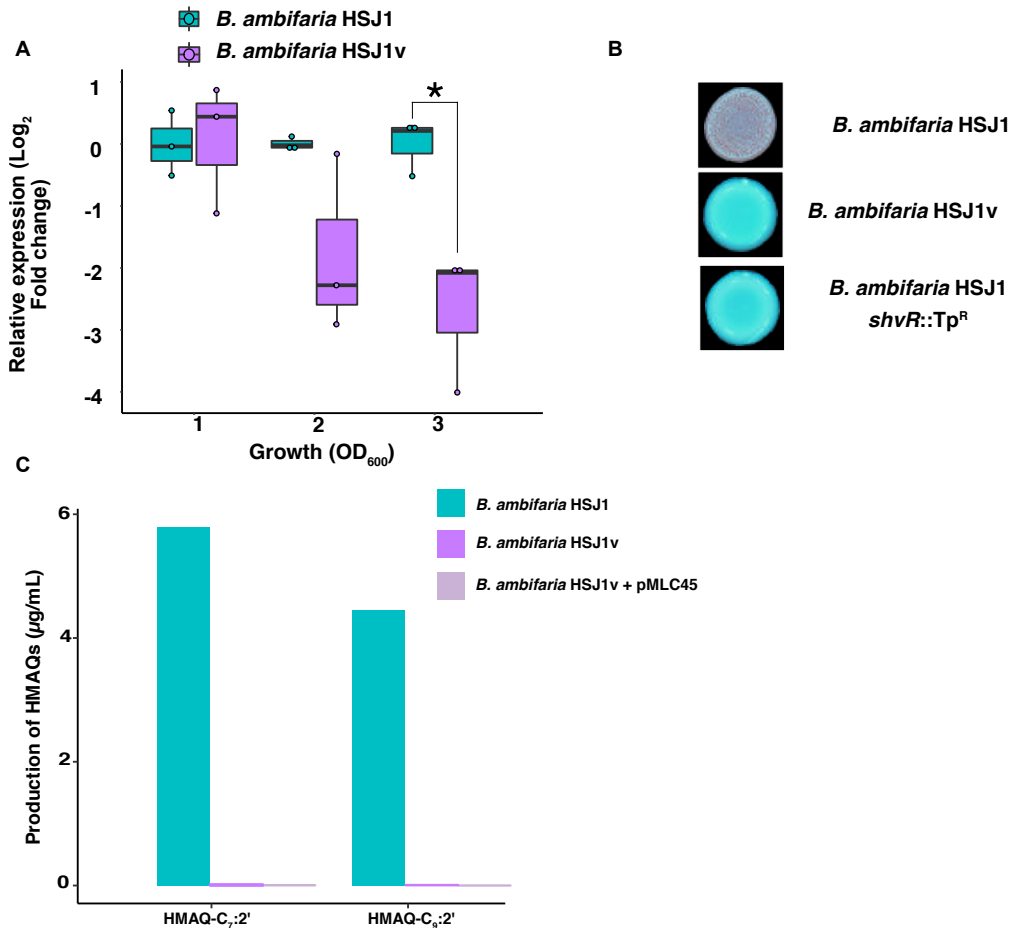 A
B. ambifaria HSJ1
B. ambifaria HSJ1v
Relative expression (Log2
Fold change)
1
0
-1
-2
-3
-4
*
1 2 3
Growth (OD600)
B
B. ambifaria HSJ1
B. ambifaria HSJ1v
B. ambifaria HSJ1
shvR::TpR
C
Production of HMAQs (µg/mL)
6
4
2
0
B. ambifaria HSJ1
B. ambifaria HSJ1v
B. ambifaria HSJ1v + pMLC45
HMAQ-C7:2' HMAQ-C9:2'